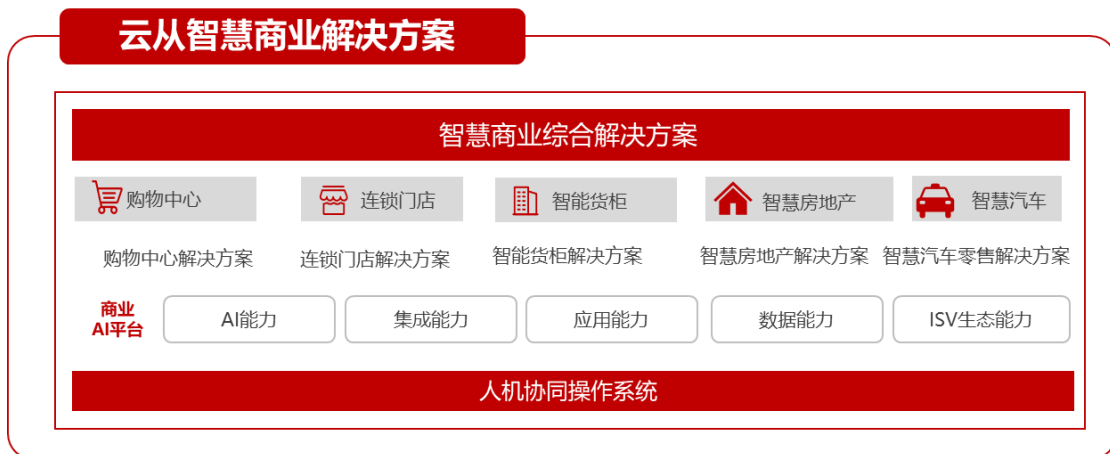 云从智慧商业解决方案
智慧商业综合解决方案
购物中心 连锁门店 智能货柜 智慧房地产 智慧汽车
购物中心解决方案 连锁门店解决方案 智能货柜解决方案 智慧房地产解决方案 智慧汽车零售解决方案
商业
AI平台
AI能力 集成能力 应用能力 数据能力 ISV生态能力
人机协同操作系统